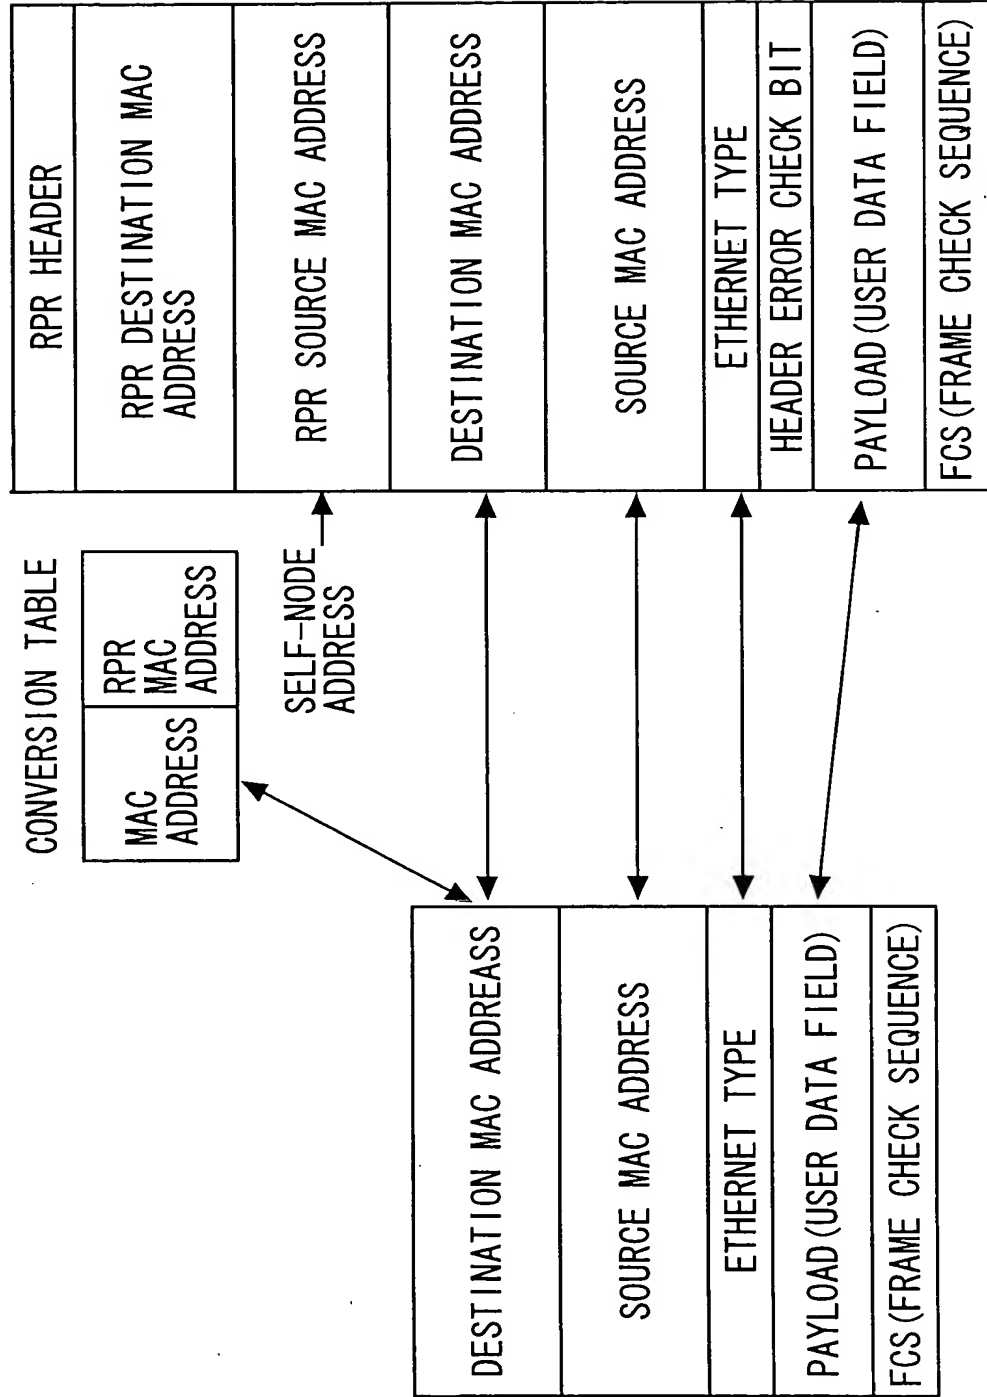 CONVERSION TABLE
MAC
ADDRESS
RPR
MAC
ADDRESS
SELF-NODE
ADDRESS
DESTINATION MAC ADDREASS
SOURCE MAC ADDRESS
ETHERNET TYPE
PAYLOAD(USER DATA FIELD)
FCS(FRAME CHECK SEQUENCE)
RPR HEADER
RPR DESTINATION MAC
ADDRESS
RPR SOURCE MAC ADDRESS
DESTINATION MAC ADDRESS
SOURCE MAC ADDRESS
ETHERNET TYPE
HEADER ERROR CHECK BIT
PAYLOAD(USER DATA FIELD)
FCS(FRAME CHECK SEQUENCE)